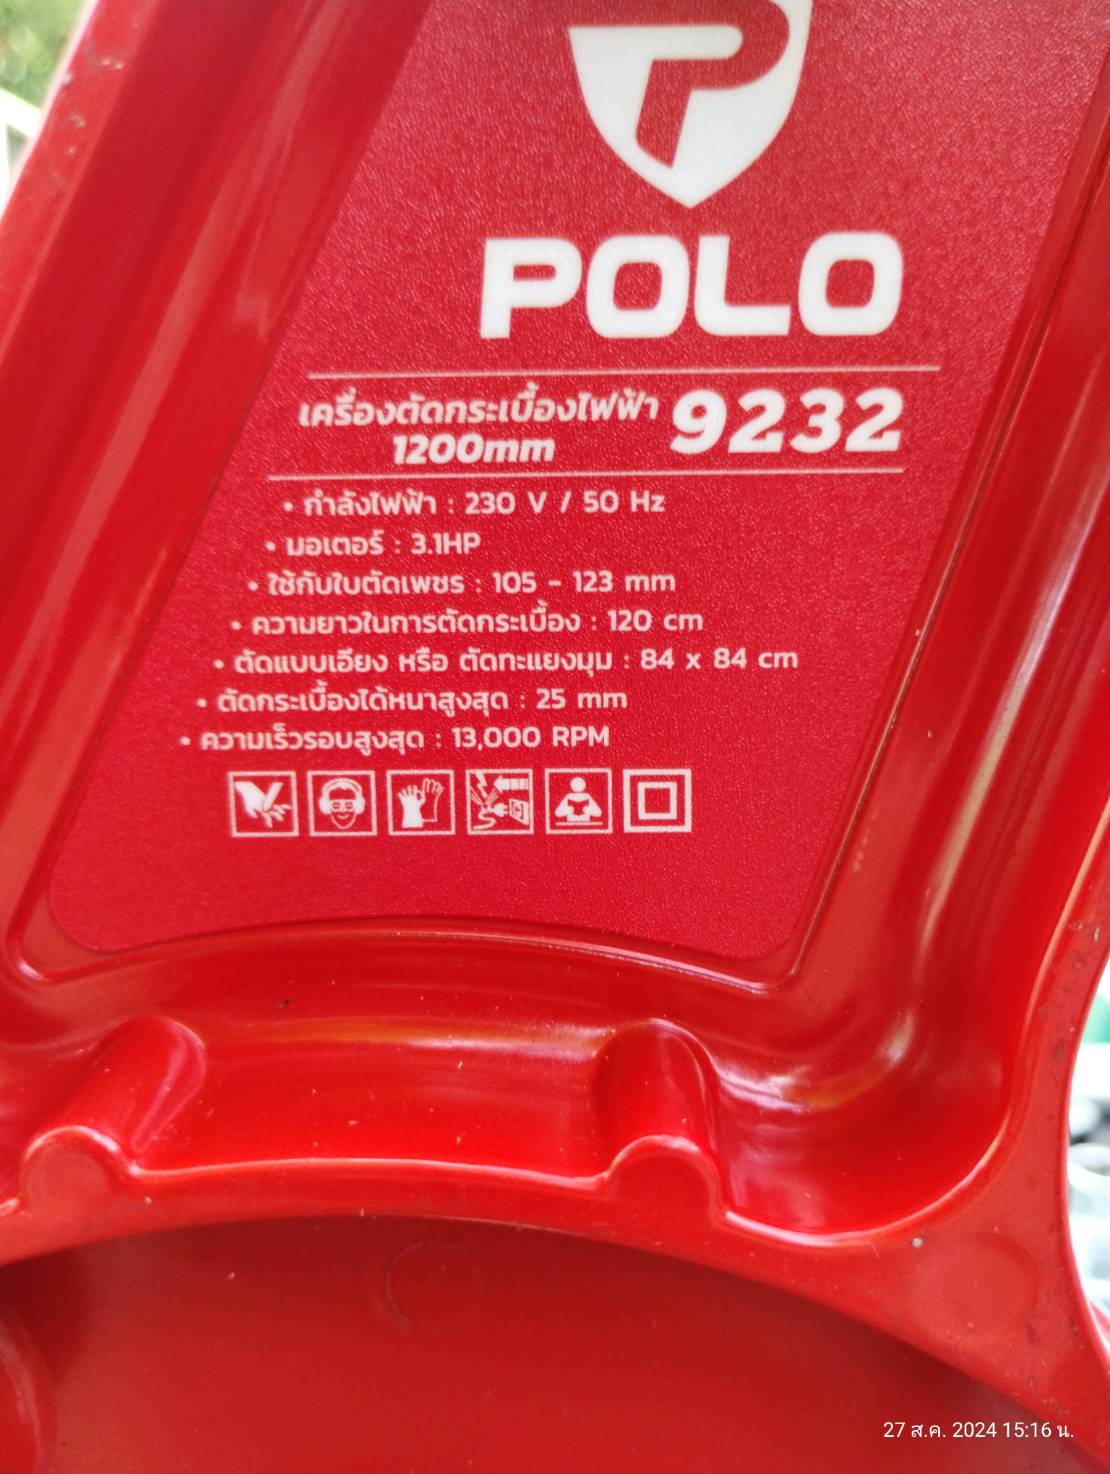 P
POLO
เครื่องตัดกระเบื้องไฟฟ้า 9232
1200mm
• กำลังไฟฟ้า : 230 V / 50 Hz
• มอเตอร์ : 3.1HP
• ใช้กับใบตัดเพชร : 105 - 123 mm
• ความยาวในการตัดกระเบื้อง : 120 cm
• ตัดแบบเอียง หรือ ตัดทะแยงมุม : 84 x 84 cm
• ตัดกระเบื้องได้หนาสูงสุด : 25 mm
• ความเร็วรอบสูงสุด : 13,000 RPM
27 ส.ค. 2024 15:16 น.